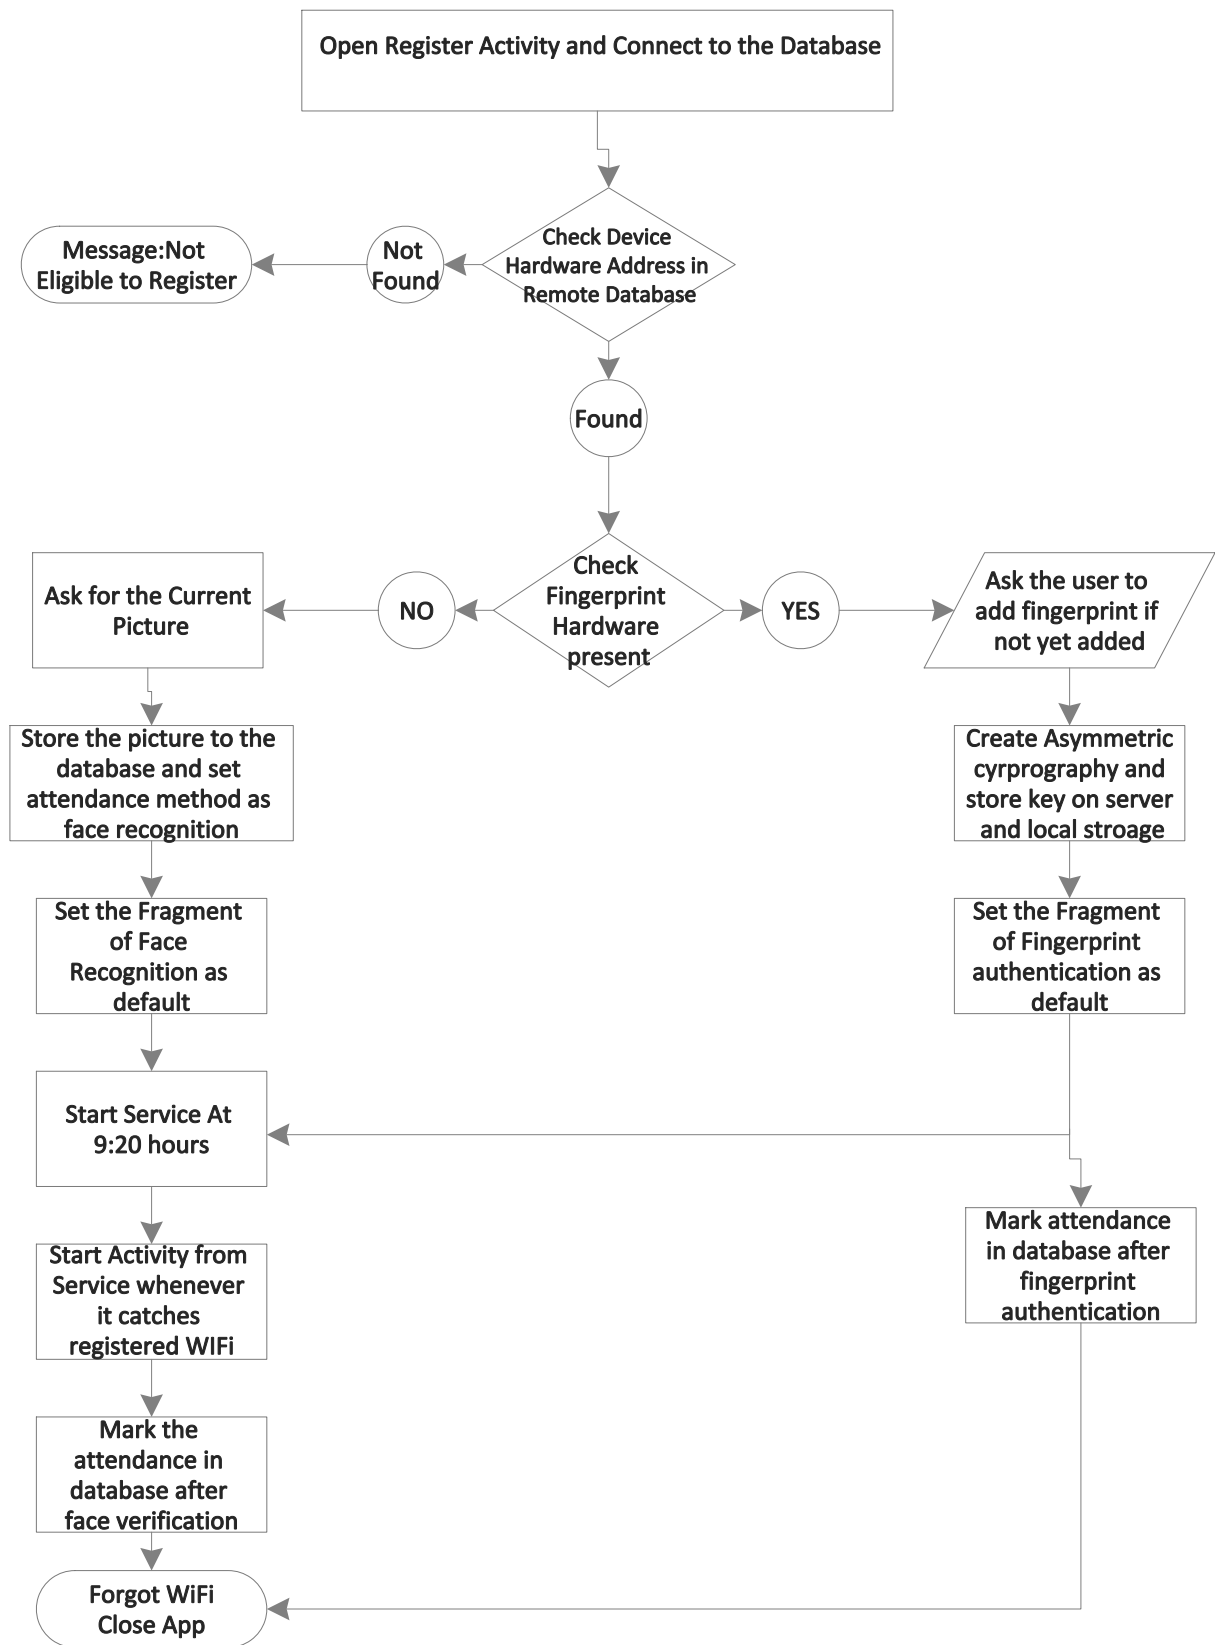 Open Register Activity and Connect to the Database
Check Device
Hardware Address in
Remote Database
Not
Found
Message:Not
Eligible to Register
Found
Check
Fingerprint
Hardware
present
NO
YES
Ask for the Current
Picture
Ask the user to
add fingerprint if
not yet added
Store the picture to the
database and set
attendance method as
face recognition
Create Asymmetric
cyrprography and
store key on server
and local stroage
Set the Fragment
of Face
Recognition as
default
Set the Fragment
of Fingerprint
authentication as
default
Start Service At
9:20 hours
Mark attendance
in database after
fingerprint
authentication
Start Activity from
Service whenever
it catches
registered WIFi
Mark the
attendance in
database after
face verification
Forgot WiFi
Close App